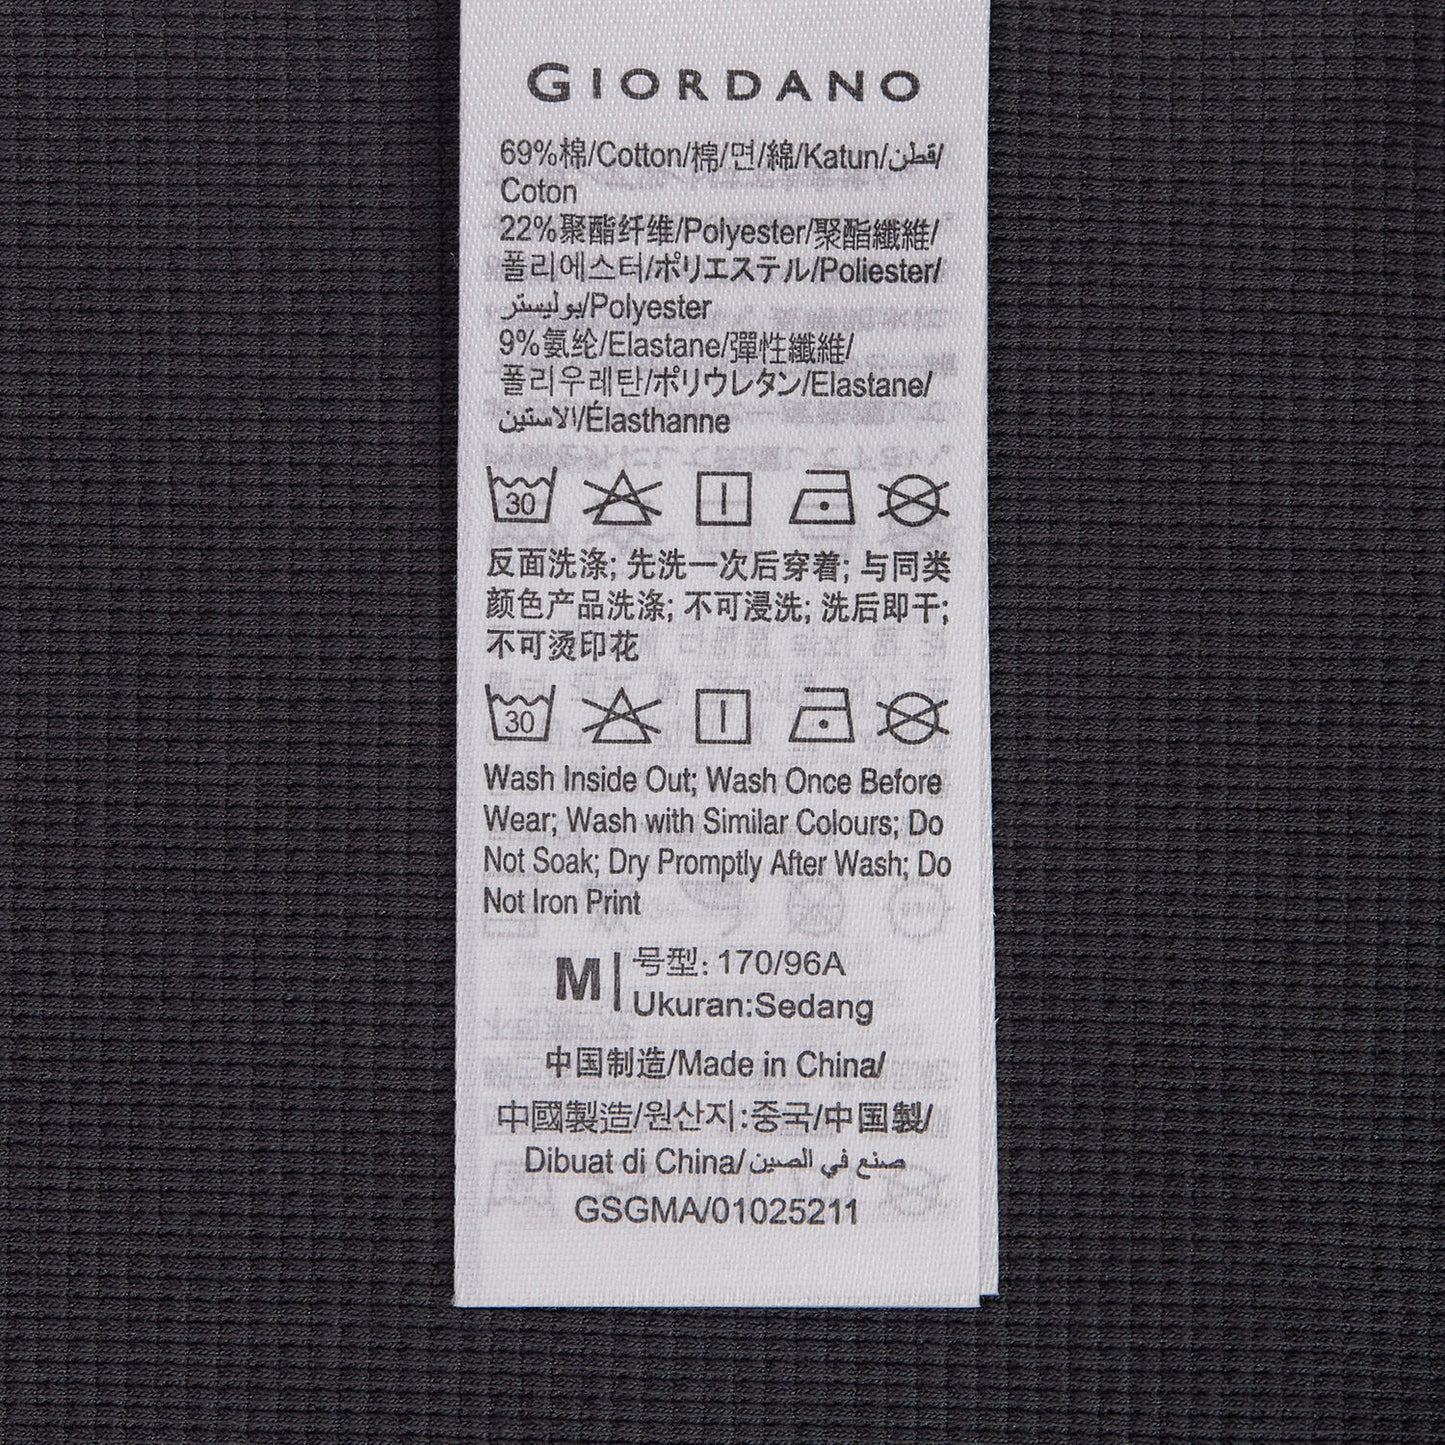 GIORDANO
69%棉/Cotton/棉/면/綿/Katun/قطن/
Coton
22%聚酯纤维/Polyester/聚酯纖維/
폴리에스터/ポリエステル/Poliester/
بوليستر/Polyester
9%氨纶/Elastane/彈性纖維/
폴리우레탄/ポリウレタン/Elastane/
الاستين/Élasthanne
30
反面洗涤; 先洗一次后穿着; 与同类
颜色产品洗涤; 不可浸洗; 洗后即干;
不可烫印花
30
Wash Inside Out; Wash Once Before
Wear; Wash with Similar Colours; Do
Not Soak; Dry Promptly After Wash; Do
Not Iron Print
M 号型: 170/96A
Ukuran:Sedang
中国制造/Made in China/
中國製造/원산지:중국/中国製/
Dibuat di China/صنع في الصين
GSGMA/01025211